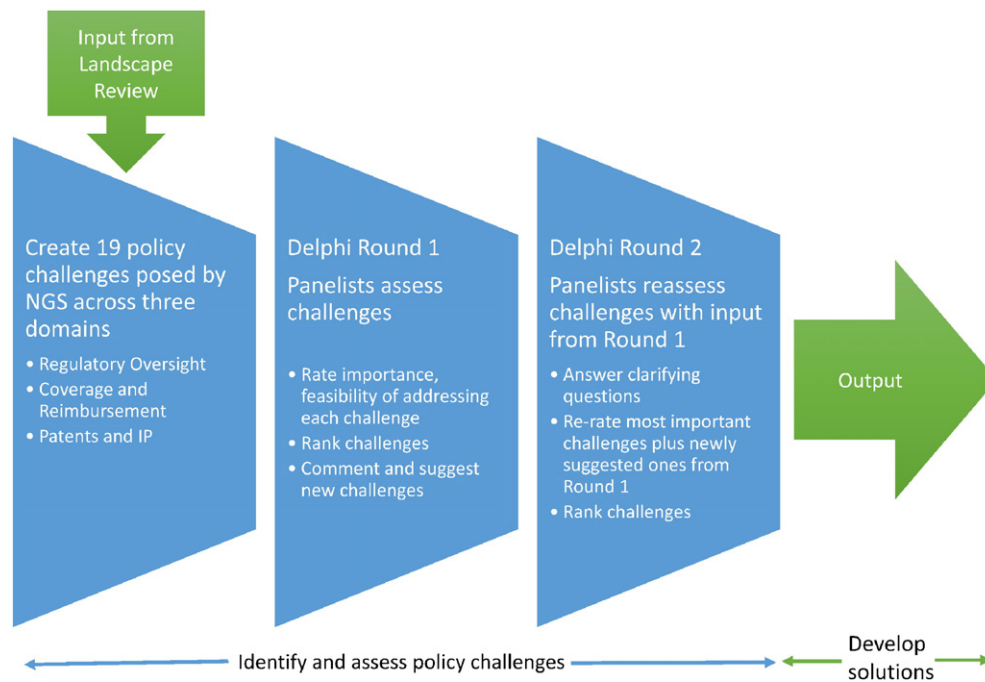 Input from
Landscape
Review
Create 19 policy
challenges posed by
NGS across three
domains
• Regulatory Oversight
• Coverage and
Reimbursement
• Patents and IP
Delphi Round 1
Panelists assess
challenges
• Rate importance,
feasibility of addressing
each challenge
• Rank challenges
• Comment and suggest
new challenges
Delphi Round 2
Panelists reassess
challenges with input
from Round 1
• Answer clarifying
questions
• Re-rate most important
challenges plus newly
suggested ones from
Round 1
• Rank challenges
Output
Identify and assess policy challenges
Develop
solutions